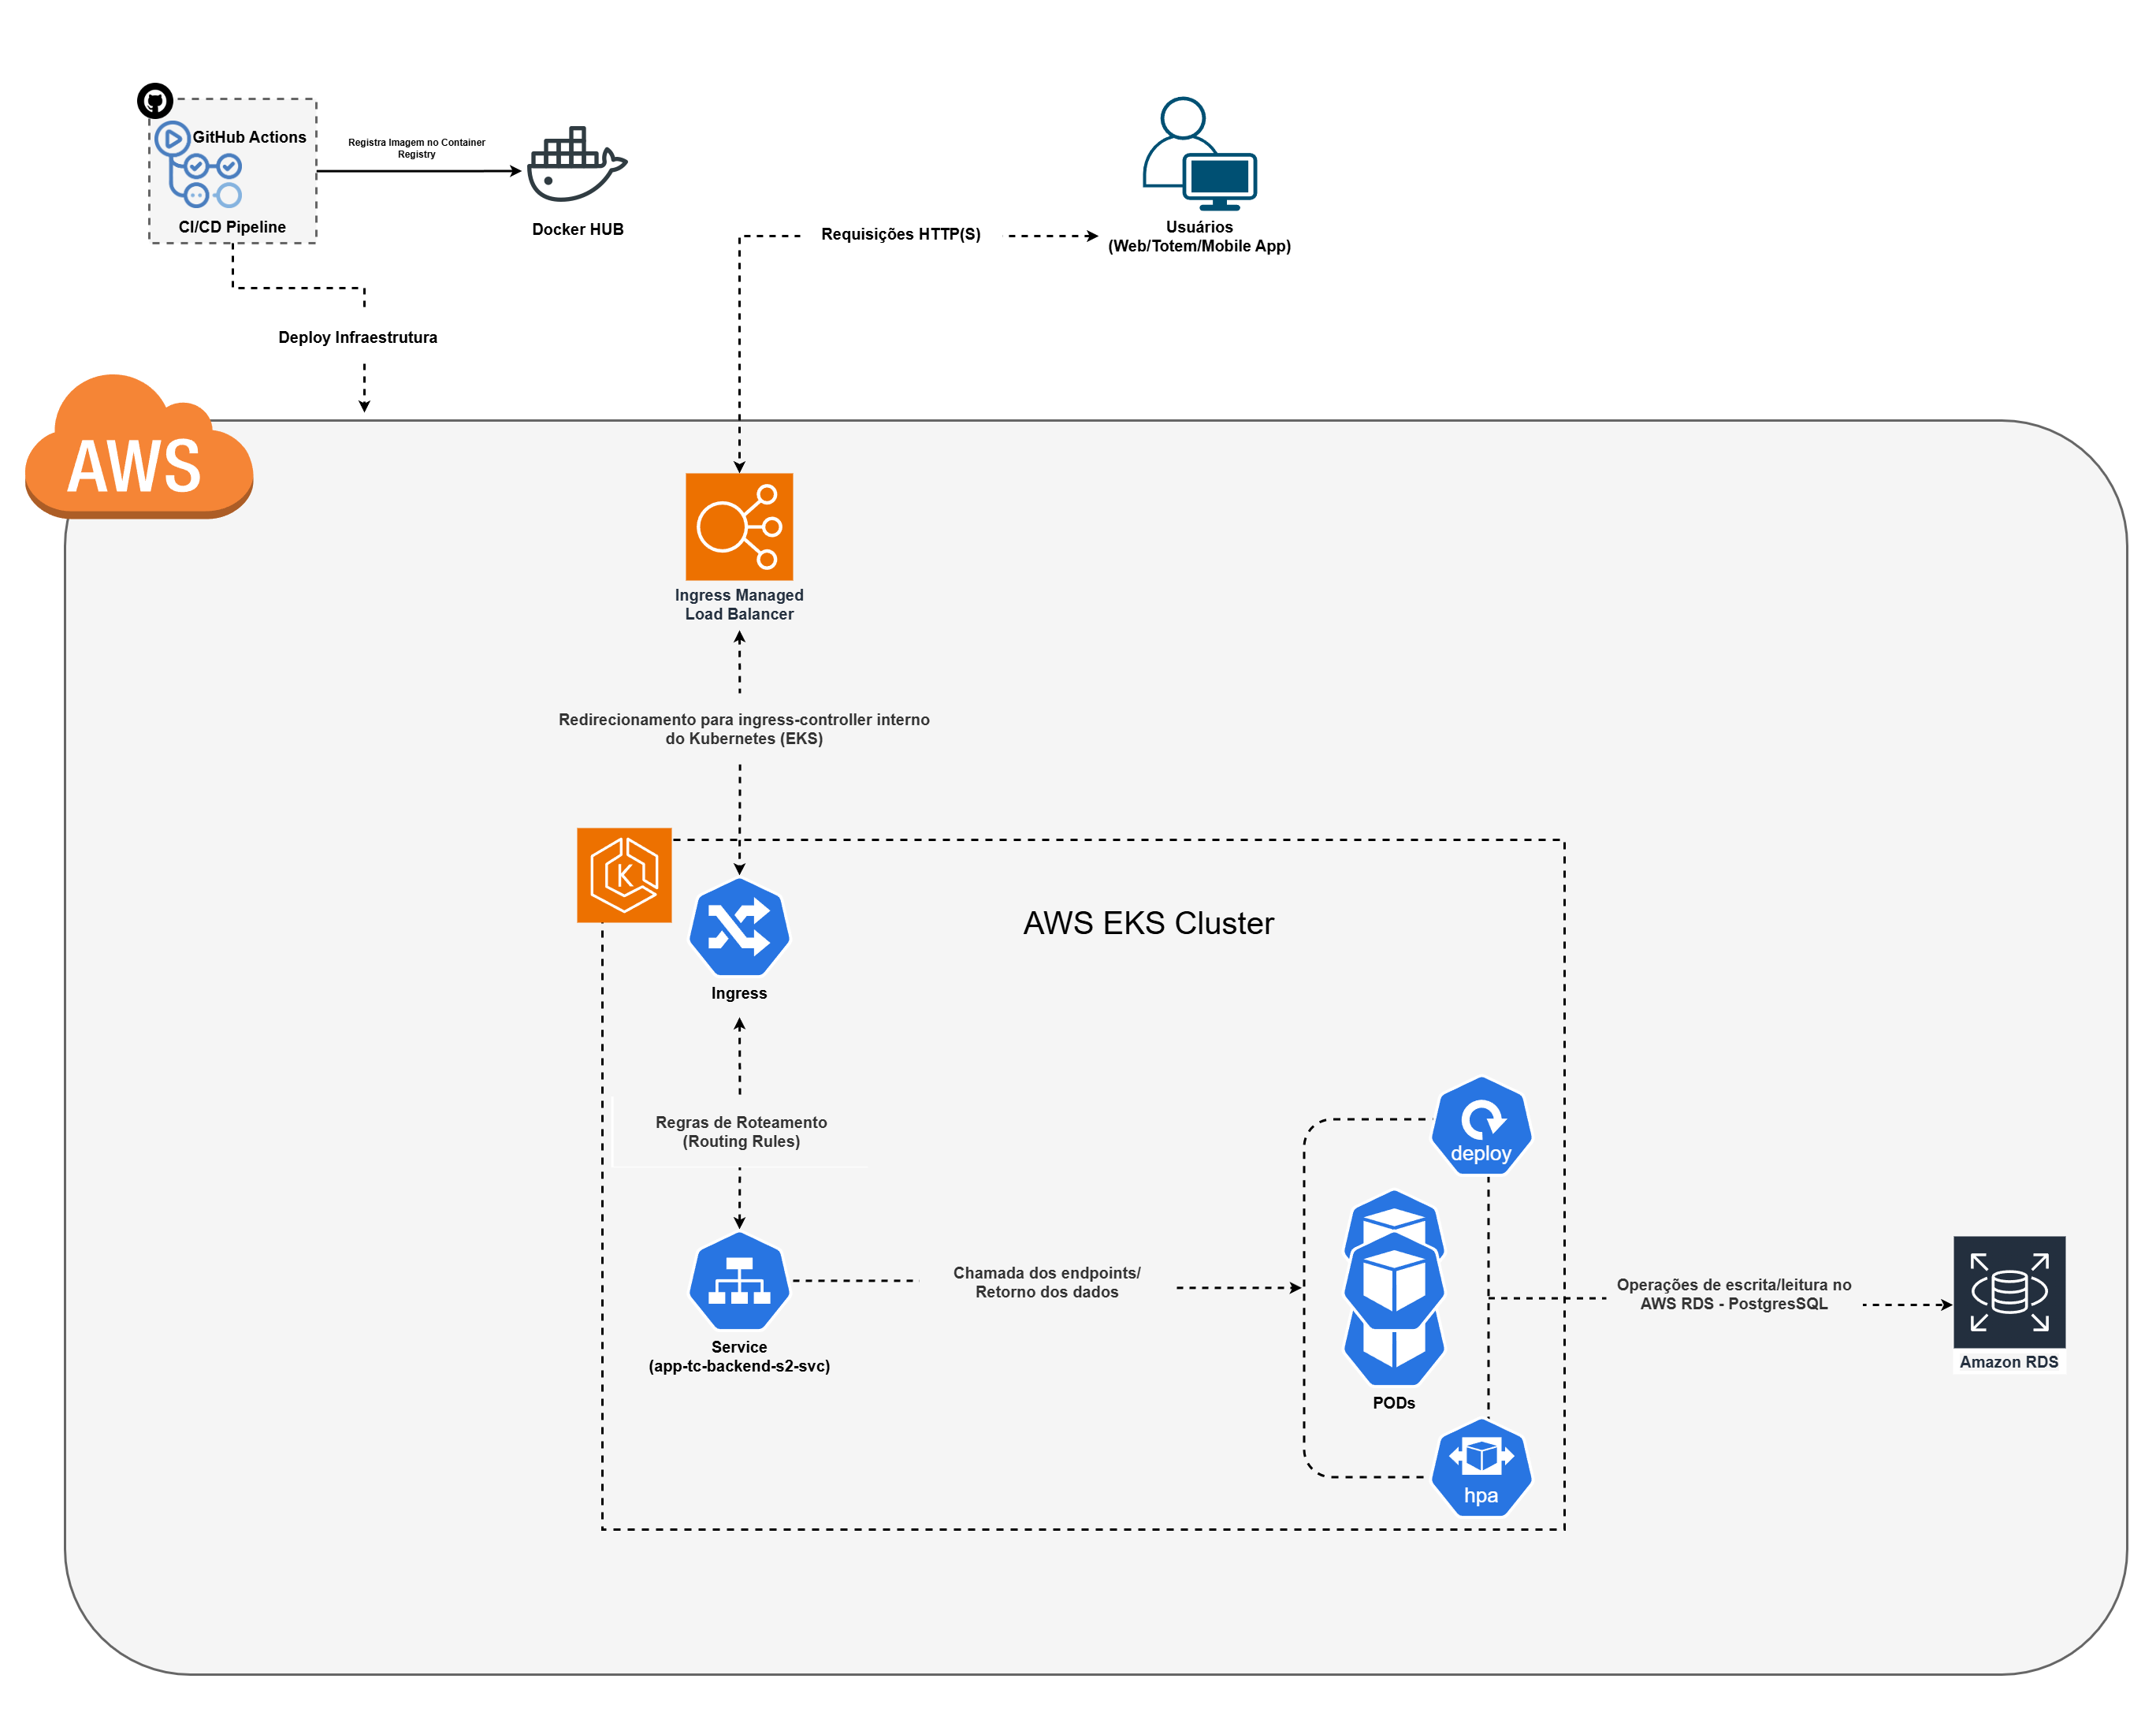 GitHub Actions
CI/CD Pipeline
Registra Imagem no Container
Registry
Docker HUB
Usuários
(Web/Totem/Mobile App)
Requisições HTTP(S)
Deploy Infraestrutura
AWS
Ingress Managed
Load Balancer
Redirecionamento para ingress-controller interno
do Kubernetes (EKS)
K
AWS EKS Cluster
Ingress
Regras de Roteamento
(Routing Rules)
deploy
Service
(app-tc-backend-s2-svc)
Chamada dos endpoints/
Retorno dos dados
PODs
hpa
Operações de escrita/leitura no
AWS RDS - PostgresSQL
Amazon RDS